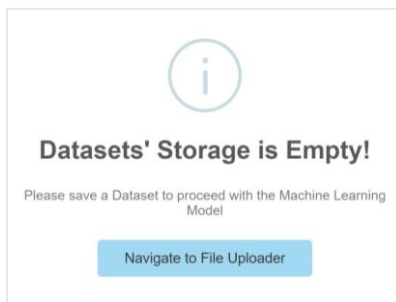 Datasets' Storage is Empty!
Please save a Dataset to proceed with the Machine Learning
Model
Navigate to File Uploader